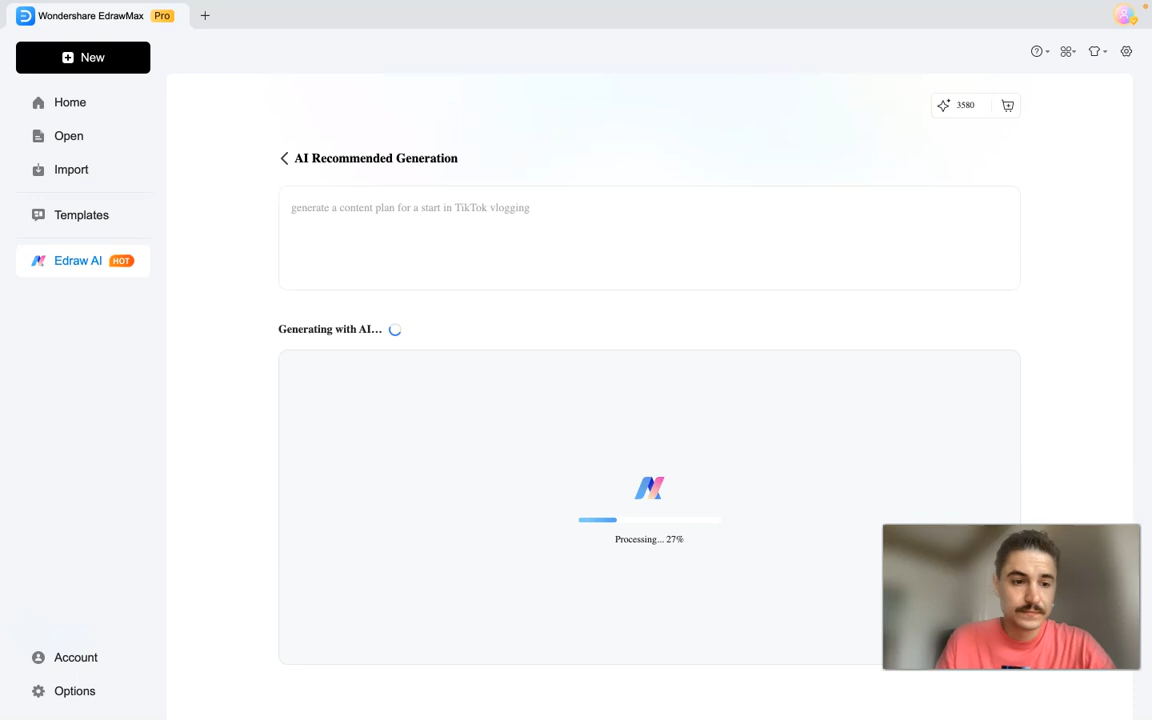 Wondershare EdrawMax Pro
New
Home
Open
Import
Templates
Edraw AI HOT
Account
Options
3580
AI Recommended Generation
generate a content plan for a start in TikTok vlogging
Generating with AI...
Processing... 27%